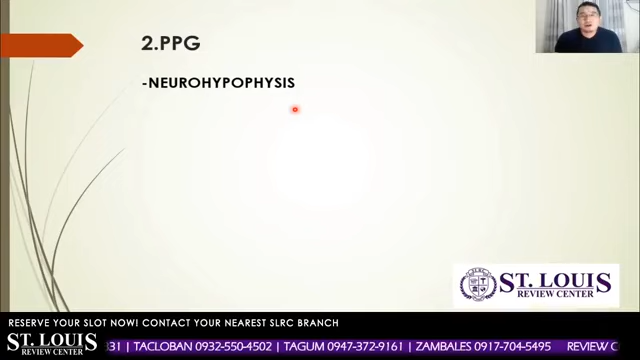 2.PPG
-NEUROHYPOPHYSIS
ST. LOUIS
REVIEW CENTER
RESERVE YOUR SLOT NOW! CONTACT YOUR NEAREST SLRC BRANCH
ST. LOUIS
REVIEW CENTER
331 | TACLOBAN 0932-550-4502 | TAGUM 0947-372-9161 | ZAMBALES 0917-704-5495 REVIEW C